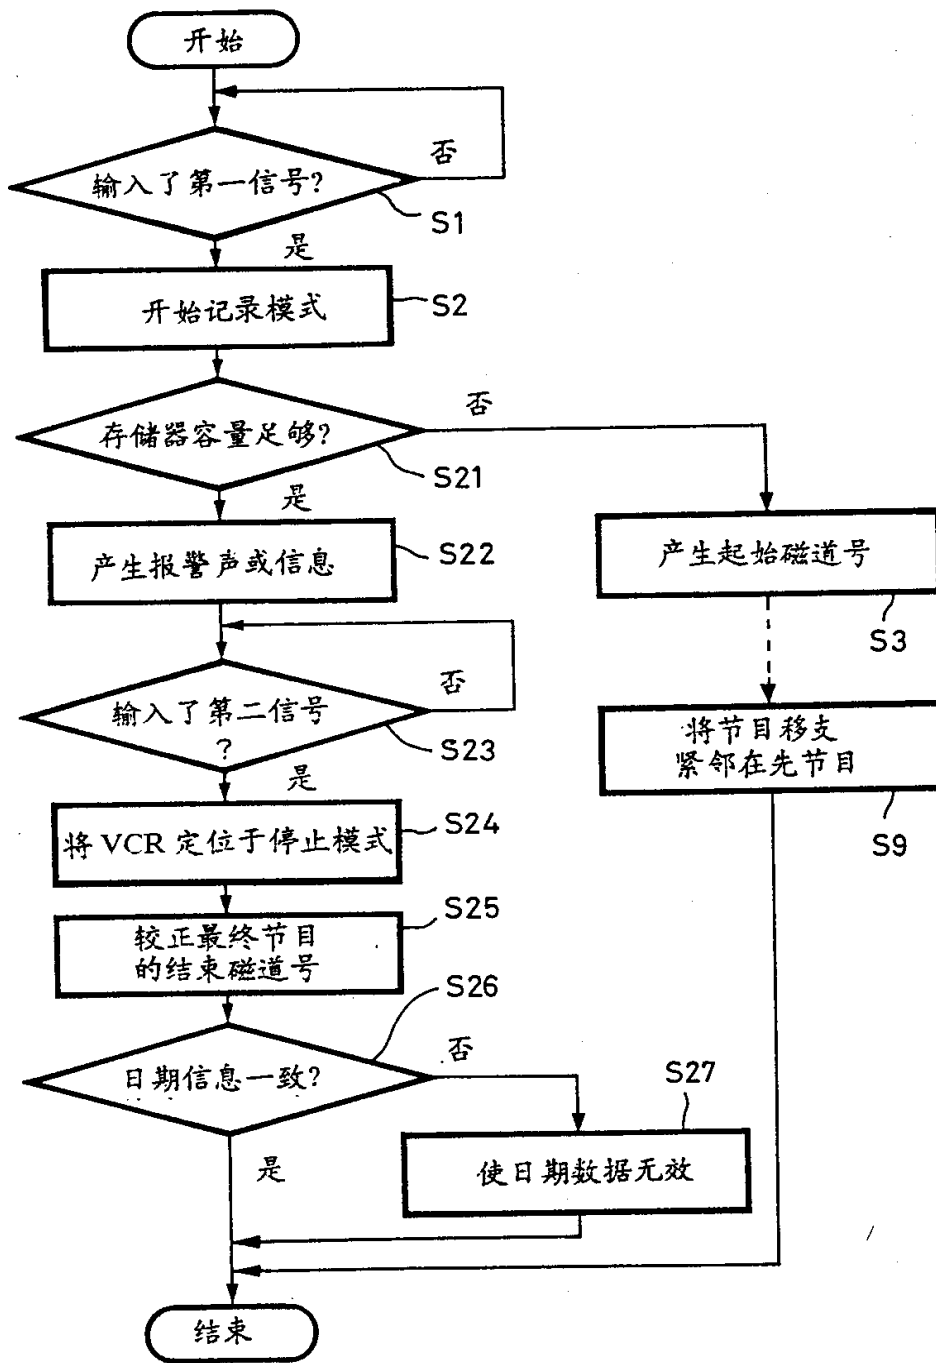 开始
否
输入了第一信号?
S1
是
开始记录模式
S2
否
存储器容量足够?
S21
是
产生报警声或信息
S22
产生起始磁道号
S3
否
输入了第二信号
?
S23
是
将节目移支
紧邻在先节目
S9
将 VCR 定位于停止模式
S24
较正最终节目
的结束磁道号
S25
S26
否
日期信息一致?
S27
是
使日期数据无效
结束